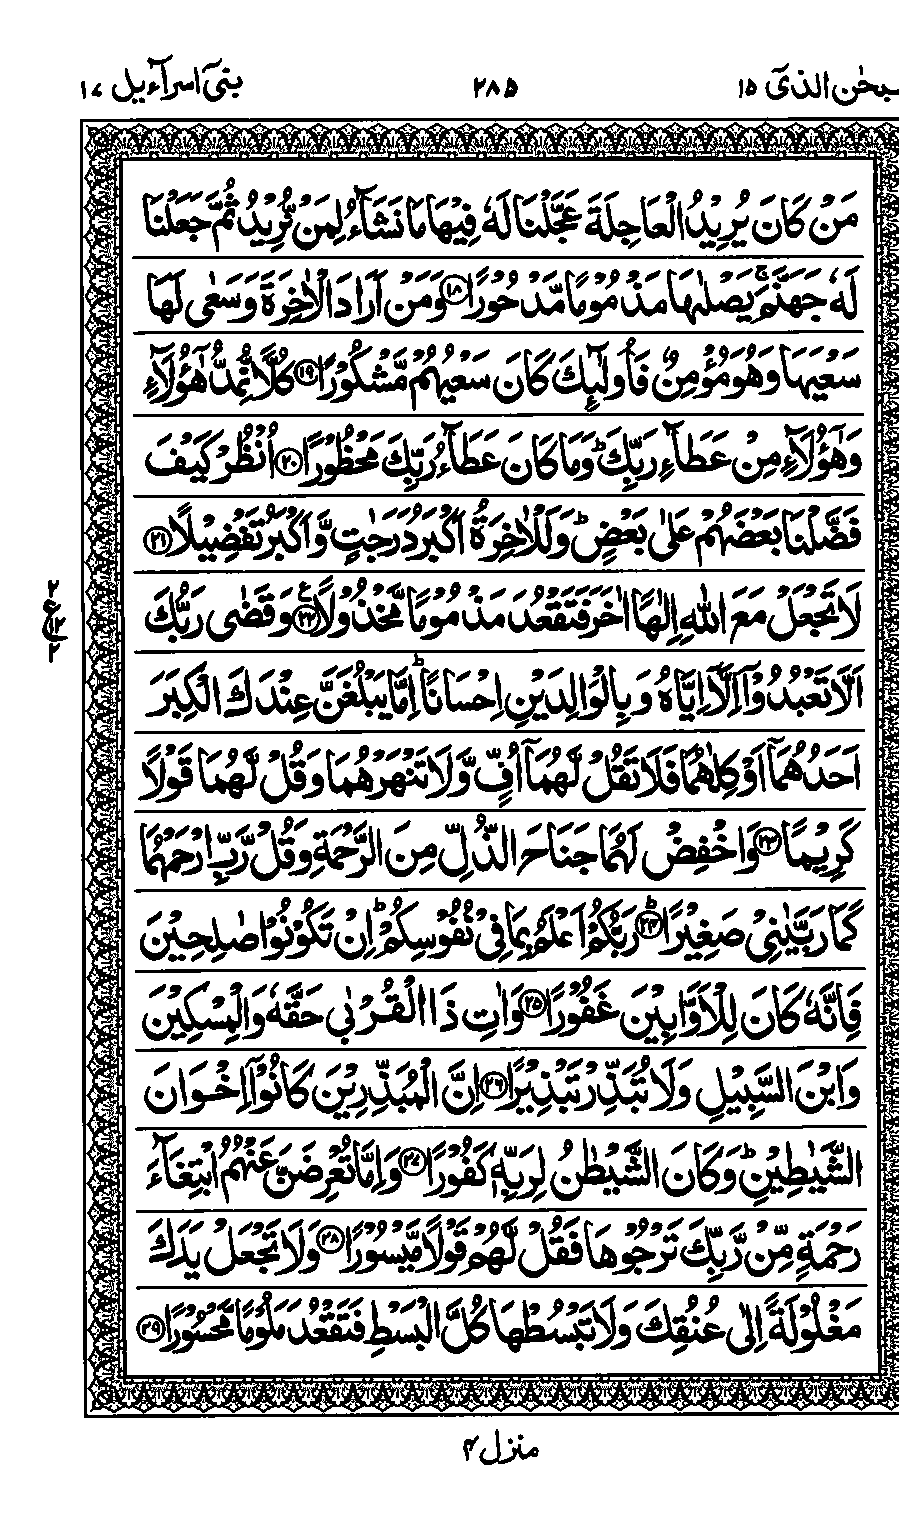 سبحٰن الذیٓ ۱۵ ۲۸۵ بنیٓ اسرآءیل ۱۷
مَنْ كَانَ يُرِيْدُ الْعَاجِلَةَ عَجَّلْنَا لَهٗ فِيْهَا مَا نَشَآءُ لِمَنْ نُّرِيْدُ ثُمَّ جَعَلْنَا
لَهٗ جَهَنَّمَ ۚ يَصْلٰىهَا مَذْمُوْمًا مَّدْحُوْرًا ۝۱۸ وَمَنْ اَرَادَ الْاٰخِرَةَ وَسَعٰى لَهَا
سَعْيَهَا وَهُوَ مُؤْمِنٌ فَاُولٰٓئِكَ كَانَ سَعْيُهُمْ مَّشْكُوْرًا ۝۱۹ كُلًّا نُّمِدُّ هٰٓؤُلَآءِ
وَهٰٓؤُلَآءِ مِنْ عَطَآءِ رَبِّكَ ؕ وَمَا كَانَ عَطَآءُ رَبِّكَ مَحْظُوْرًا ۝۲۰ اُنْظُرْ كَيْفَ
فَضَّلْنَا بَعْضَهُمْ عَلٰى بَعْضٍ ؕ وَلَلْاٰخِرَةُ اَكْبَرُ دَرَجٰتٍ وَّاَكْبَرُ تَفْضِيْلًا ۝۲۱
لَا تَجْعَلْ مَعَ اللّٰهِ اِلٰهًا اٰخَرَ فَتَقْعُدَ مَذْمُوْمًا مَّخْذُوْلًا ۝۲۲ ع وَقَضٰى رَبُّكَ
۲ ع ۱۲ ۲
اَلَّا تَعْبُدُوْٓا اِلَّآ اِيَّاهُ وَبِالْوَالِدَيْنِ اِحْسَانًا ؕ اِمَّا يَبْلُغَنَّ عِنْدَكَ الْكِبَرَ
اَحَدُهُمَآ اَوْ كِلٰهُمَا فَلَا تَقُلْ لَّهُمَآ اُفٍّ وَّلَا تَنْهَرْهُمَا وَقُلْ لَّهُمَا قَوْلًا
كَرِيْمًا ۝۲۳ وَاخْفِضْ لَهُمَا جَنَاحَ الذُّلِّ مِنَ الرَّحْمَةِ وَقُلْ رَّبِّ ارْحَمْهُمَا
كَمَا رَبَّيٰنِيْ صَغِيْرًا ؕ ۝۲۴ رَبُّكُمْ اَعْلَمُ بِمَا فِيْ نُفُوْسِكُمْ ؕ اِنْ تَكُوْنُوْا صٰلِحِيْنَ
فَاِنَّهٗ كَانَ لِلْاَوَّابِيْنَ غَفُوْرًا ۝۲۵ وَاٰتِ ذَا الْقُرْبٰى حَقَّهٗ وَالْمِسْكِيْنَ
وَابْنَ السَّبِيْلِ وَلَا تُبَذِّرْ تَبْذِيْرًا ۝۲۶ اِنَّ الْمُبَذِّرِيْنَ كَانُوْٓا اِخْوَانَ
الشَّيٰطِيْنِ ؕ وَكَانَ الشَّيْطٰنُ لِرَبِّهٖ كَفُوْرًا ۝۲۷ وَاِمَّا تُعْرِضَنَّ عَنْهُمُ ابْتِغَآءَ
رَحْمَةٍ مِّنْ رَّبِّكَ تَرْجُوْهَا فَقُلْ لَّهُمْ قَوْلًا مَّيْسُوْرًا ۝۲۸ وَلَا تَجْعَلْ يَدَكَ
مَغْلُوْلَةً اِلٰى عُنُقِكَ وَلَا تَبْسُطْهَا كُلَّ الْبَسْطِ فَتَقْعُدَ مَلُوْمًا مَّحْسُوْرًا ۝۲۹
منزل ۴